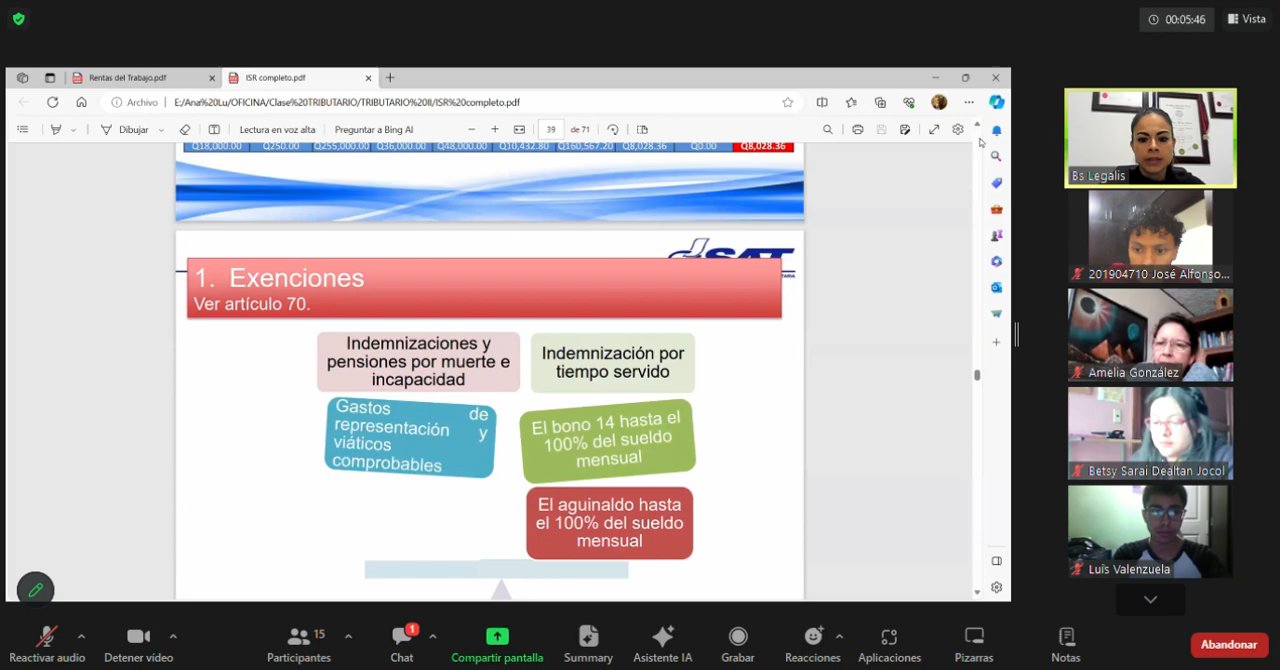 00:05:46
Vista
Rentas del Trabajo.pdf
ISR completo.pdf
Archivo
E:/Ana%20Lu/OFICINA/Clase%20TRIBUTARIO/TRIBUTARIO%20II/ISR%20completo.pdf
Dibujar
Lectura en voz alta
Preguntar a Bing AI
39
de 71
Q18,000.00 Q250.00 Q255,000.00 Q36,000.00 Q48,000.00 Q10,432.80 Q160,567.20 Q8,028.36 Q0.00 Q8,028.36
SAT
1. Exenciones
Ver artículo 70.
Indemnizaciones y
pensiones por muerte e
incapacidad
Indemnización por
tiempo servido
Gastos de
representación y
viáticos
comprobables
El bono 14 hasta el
100% del sueldo
mensual
El aguinaldo hasta
el 100% del sueldo
mensual
Bs Legalis
201904710 José Alfonso...
Amelia González
Betsy Sarai Dealtan Jocol
Luis Valenzuela
Reactivar audio
Detener vídeo
15
Participantes
1
Chat
Compartir pantalla
Summary
Asistente IA
Grabar
Reacciones
Aplicaciones
Pizarras
Notas
Abandonar